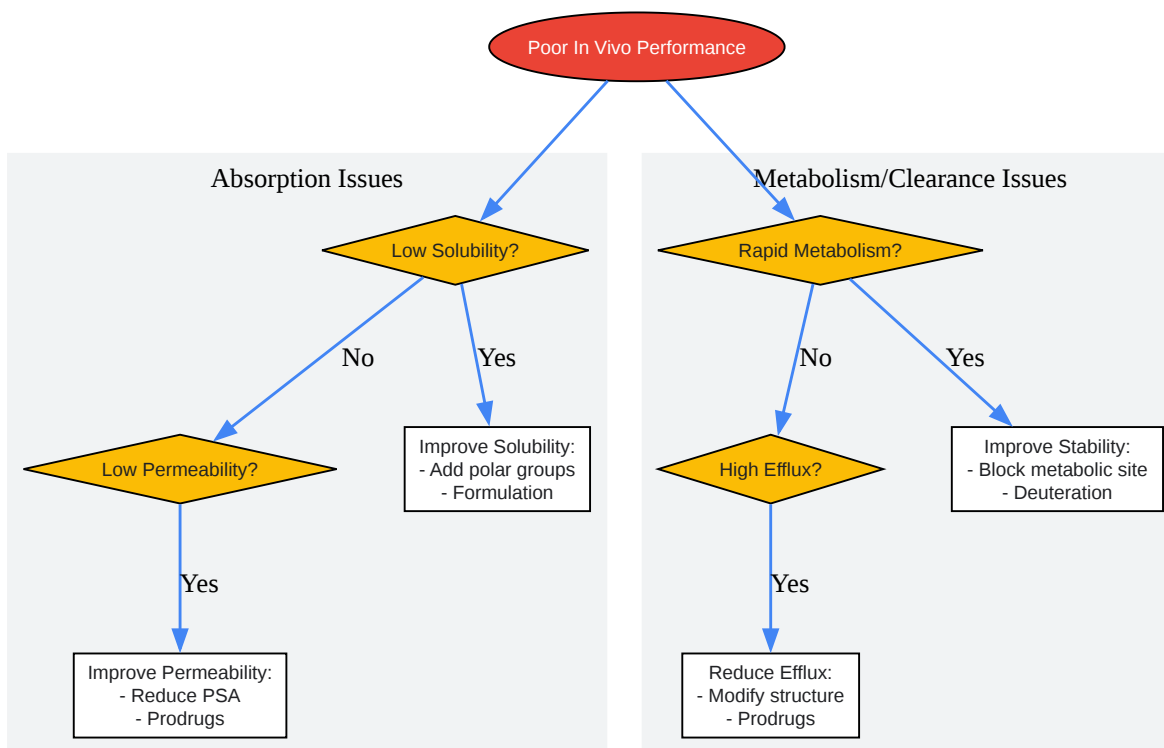 Poor In Vivo Performance
Absorption Issues
Metabolism/Clearance Issues
Low Solubility?
Rapid Metabolism?
No
Yes
No
Yes
Low Permeability?
Improve Solubility:
- Add polar groups
- Formulation
High Efflux?
Improve Stability:
- Block metabolic site
- Deuteration
Yes
Yes
Improve Permeability:
- Reduce PSA
- Prodrugs
Reduce Efflux:
- Modify structure
- Prodrugs